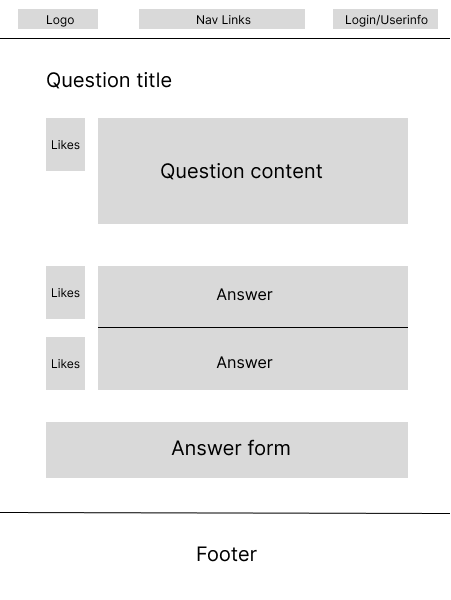 Logo
Nav Links
Login/Userinfo
Question title
Likes
Question content
Likes
Answer
Likes
Answer
Answer form
Footer